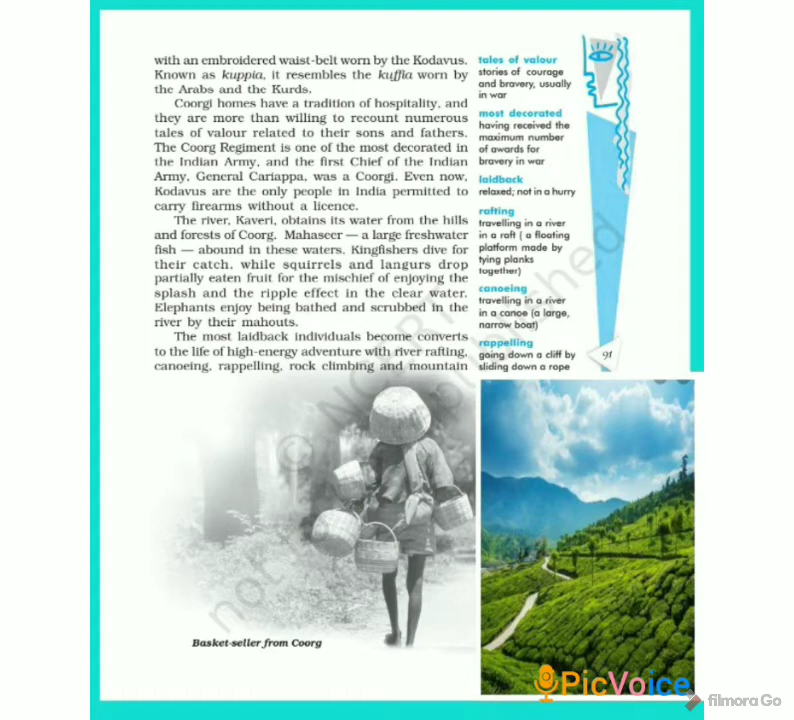 with an embroidered waist-belt worn by the Kodavus.
Known as kuppia, it resembles the kuffia worn by
the Arabs and the Kurds.
Coorgi homes have a tradition of hospitality, and
they are more than willing to recount numerous
tales of valour related to their sons and fathers.
The Coorg Regiment is one of the most decorated in
the Indian Army, and the first Chief of the Indian
Army, General Cariappa, was a Coorgi. Even now,
Kodavus are the only people in India permitted to
carry firearms without a licence.
The river, Kaveri, obtains its water from the hills
and forests of Coorg. Mahaseer — a large freshwater
fish — abound in these waters. Kingfishers dive for
their catch, while squirrels and langurs drop
partially eaten fruit for the mischief of enjoying the
splash and the ripple effect in the clear water.
Elephants enjoy being bathed and scrubbed in the
river by their mahouts.
The most laidback individuals become converts
to the life of high-energy adventure with river rafting,
canoeing, rappelling, rock climbing and mountain
tales of valour
stories of courage
and bravery, usually
in war
most decorated
having received the
maximum number
of awards for
bravery in war
laidback
relaxed; not in a hurry
rafting
travelling in a river
in a raft ( a floating
platform made by
tying planks
together)
canoeing
travelling in a river
in a canoe (a large,
narrow boat)
rappelling
going down a cliff by
sliding down a rope
91
Basket-seller from Coorg
PicVoice
filmora Go